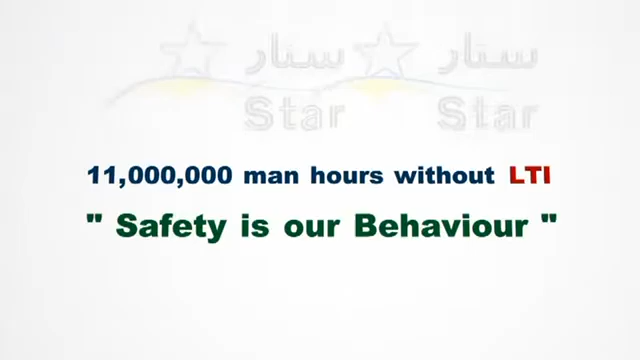 ستار ستار
Star Star
11,000,000 man hours without LTI
" Safety is our Behaviour "